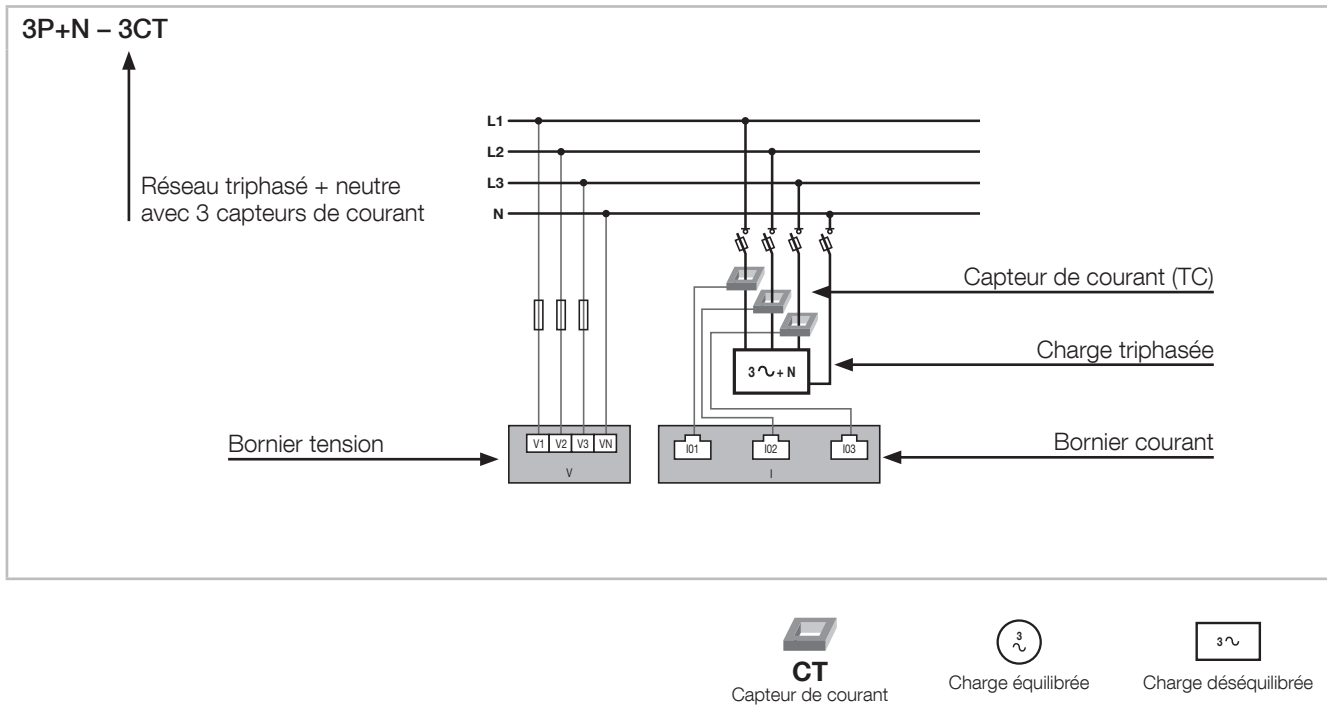 3P+N – 3CT
Réseau triphasé + neutre
avec 3 capteurs de courant
L1
L2
L3
N
Capteur de courant (TC)
Charge triphasée
3 ∿ + N
Bornier tension
V1 V2 V3 VN
V
I01 I02 I03
I
Bornier courant
CT
Capteur de courant
3
∿
Charge équilibrée
3 ∿
Charge déséquilibrée